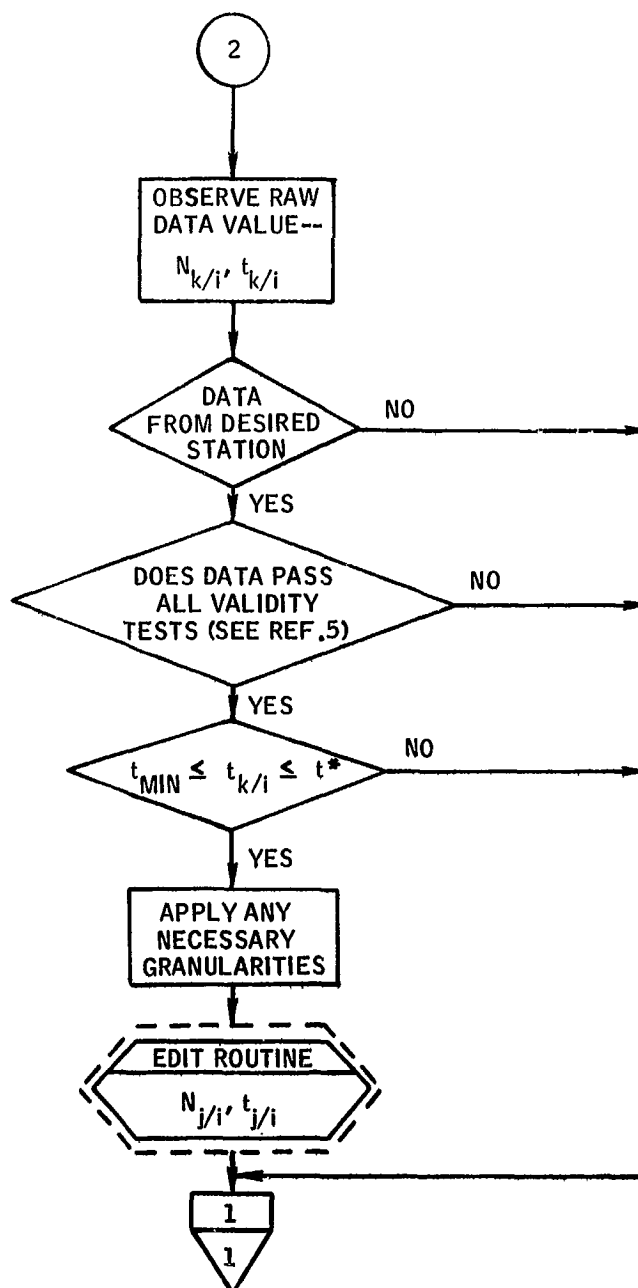 2
OBSERVE RAW
DATA VALUE--
N_k/i, t_k/i
DATA
FROM DESIRED
STATION
NO
YES
DOES DATA PASS
ALL VALIDITY
TESTS (SEE REF.5)
NO
YES
t_MIN ≤ t_k/i ≤ t*
NO
YES
APPLY ANY
NECESSARY
GRANULARITIES
EDIT ROUTINE
N_j/i, t_j/i
1
1